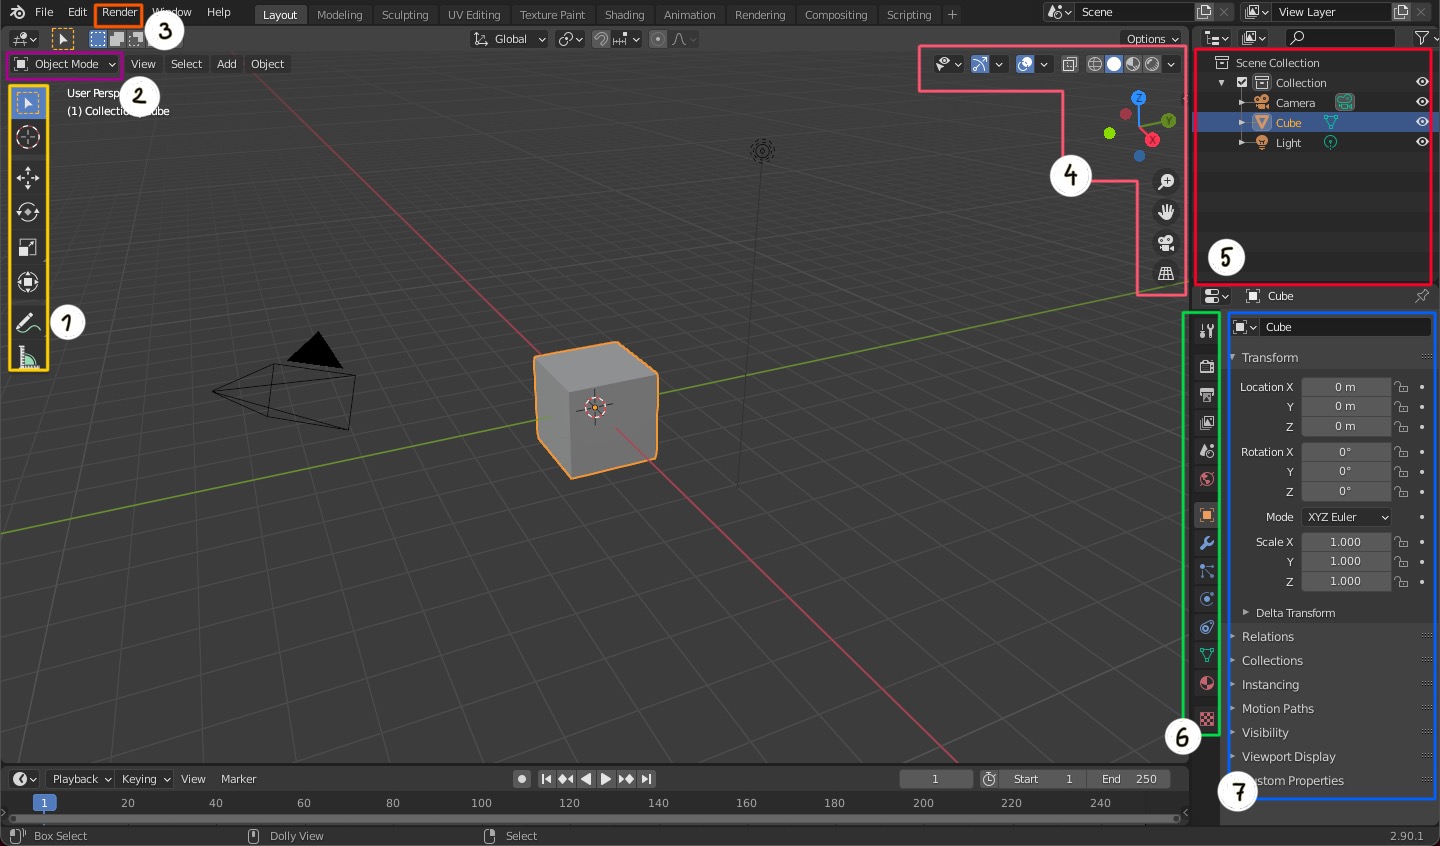 File Edit Render Window Help Layout Modeling Sculpting UV Editing Texture Paint Shading Animation Rendering Compositing Scripting + Scene View Layer
3
Global Options
Object Mode View Select Add Object
2
User Persp
(1) Collection Cube
1
4
Scene Collection
Collection
Camera
Cube
Light
5
Cube
Cube
Transform
Location X 0 m
Y 0 m
Z 0 m
Rotation X 0°
Y 0°
Z 0°
Mode XYZ Euler
Scale X 1.000
Y 1.000
Z 1.000
Delta Transform
Relations
Collections
Instancing
Motion Paths
Visibility
Viewport Display
ustom Properties
6
7
Z
Y
X
Playback Keying View Marker 1 Start 1 End 250
1 20 40 60 80 100 120 140 160 180 200 220 240
Box Select Dolly View Select 2.90.1